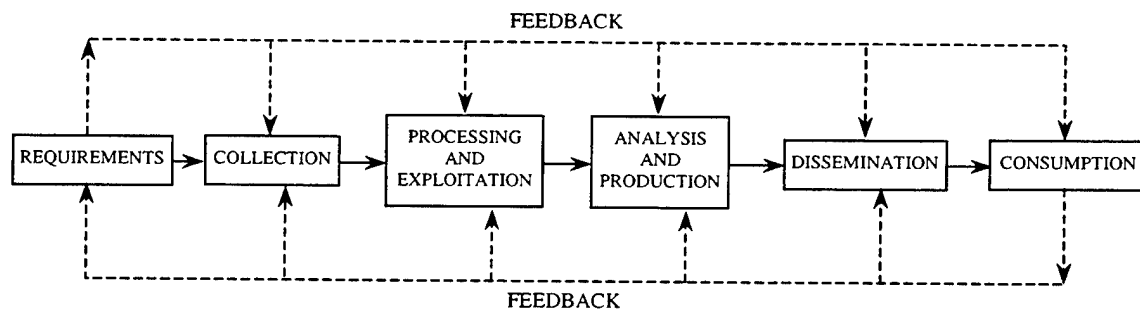 FEEDBACK
REQUIREMENTS
COLLECTION
PROCESSING
AND
EXPLOITATION
ANALYSIS
AND
PRODUCTION
DISSEMINATION
CONSUMPTION
FEEDBACK